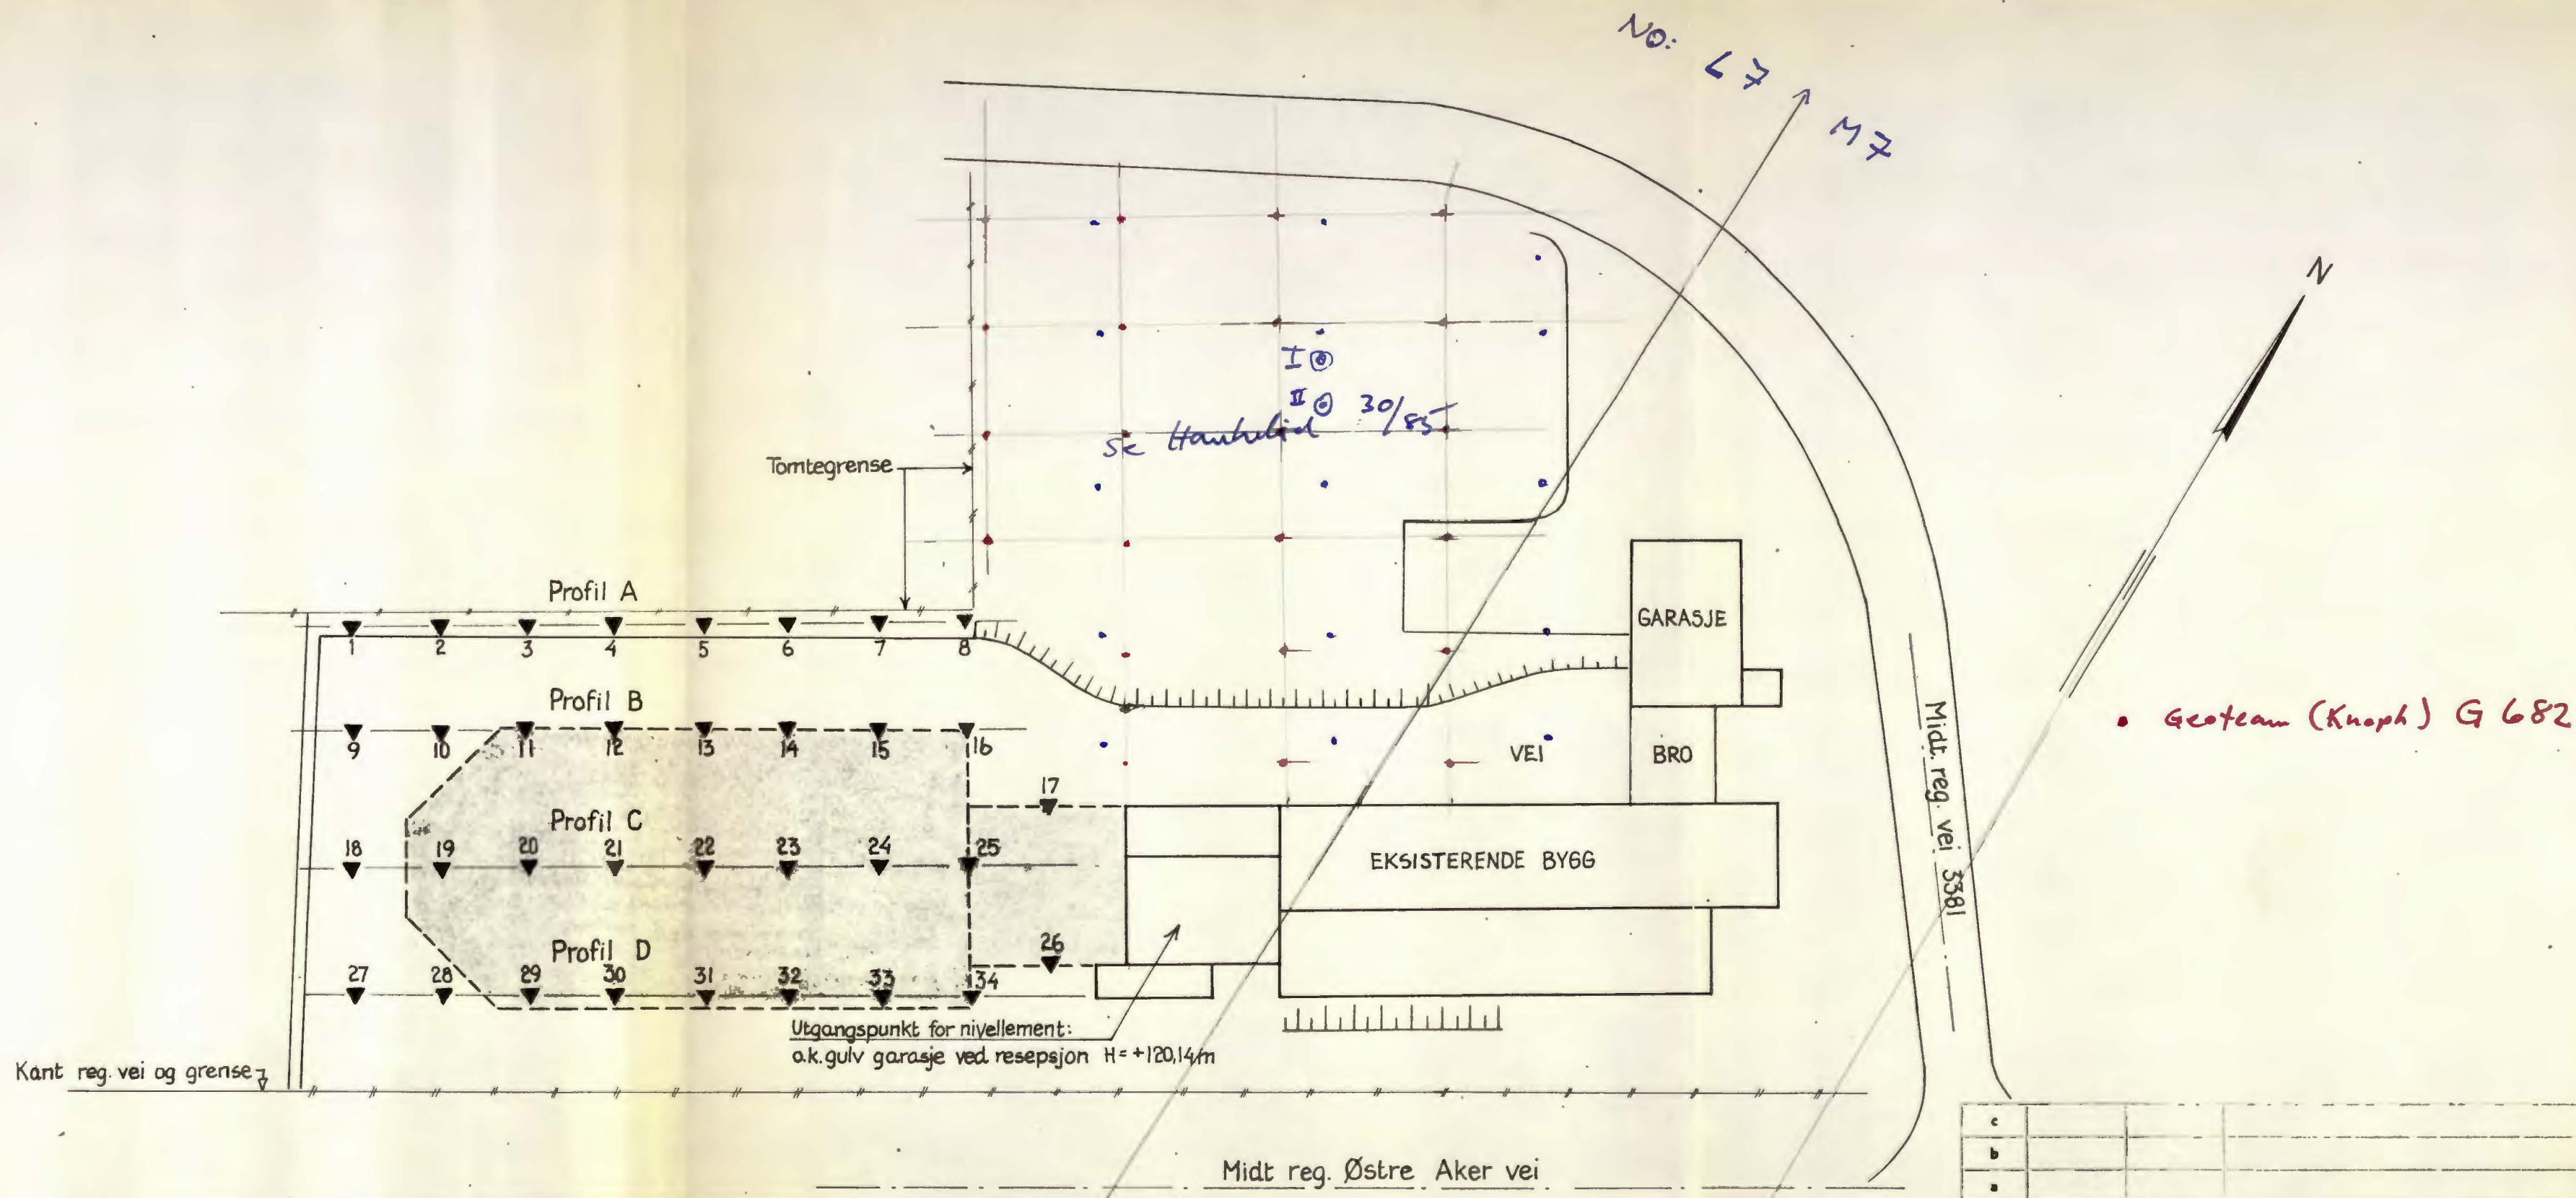 NO: L7
M7
N
I
II 30/85
Se
Tomtegrense
Profil A
1 2 3 4 5 6 7 8
GARASJE
Profil B
9 10 11 12 13 14 15 16
VEI
BRO
Midt. reg. vei 3381
• Geoteam (Knoph) G 682
17
Profil C
18 19 20 21 22 23 24 25
EKSISTERENDE BYGG
26
Profil D
27 28 29 30 31 32 33 34
Utgangspunkt for nivellement:
o.k. gulv garasje ved resepsjon H= +120,14m
Kant reg. vei og grense
c
b
a
Midt reg. Østre Aker vei